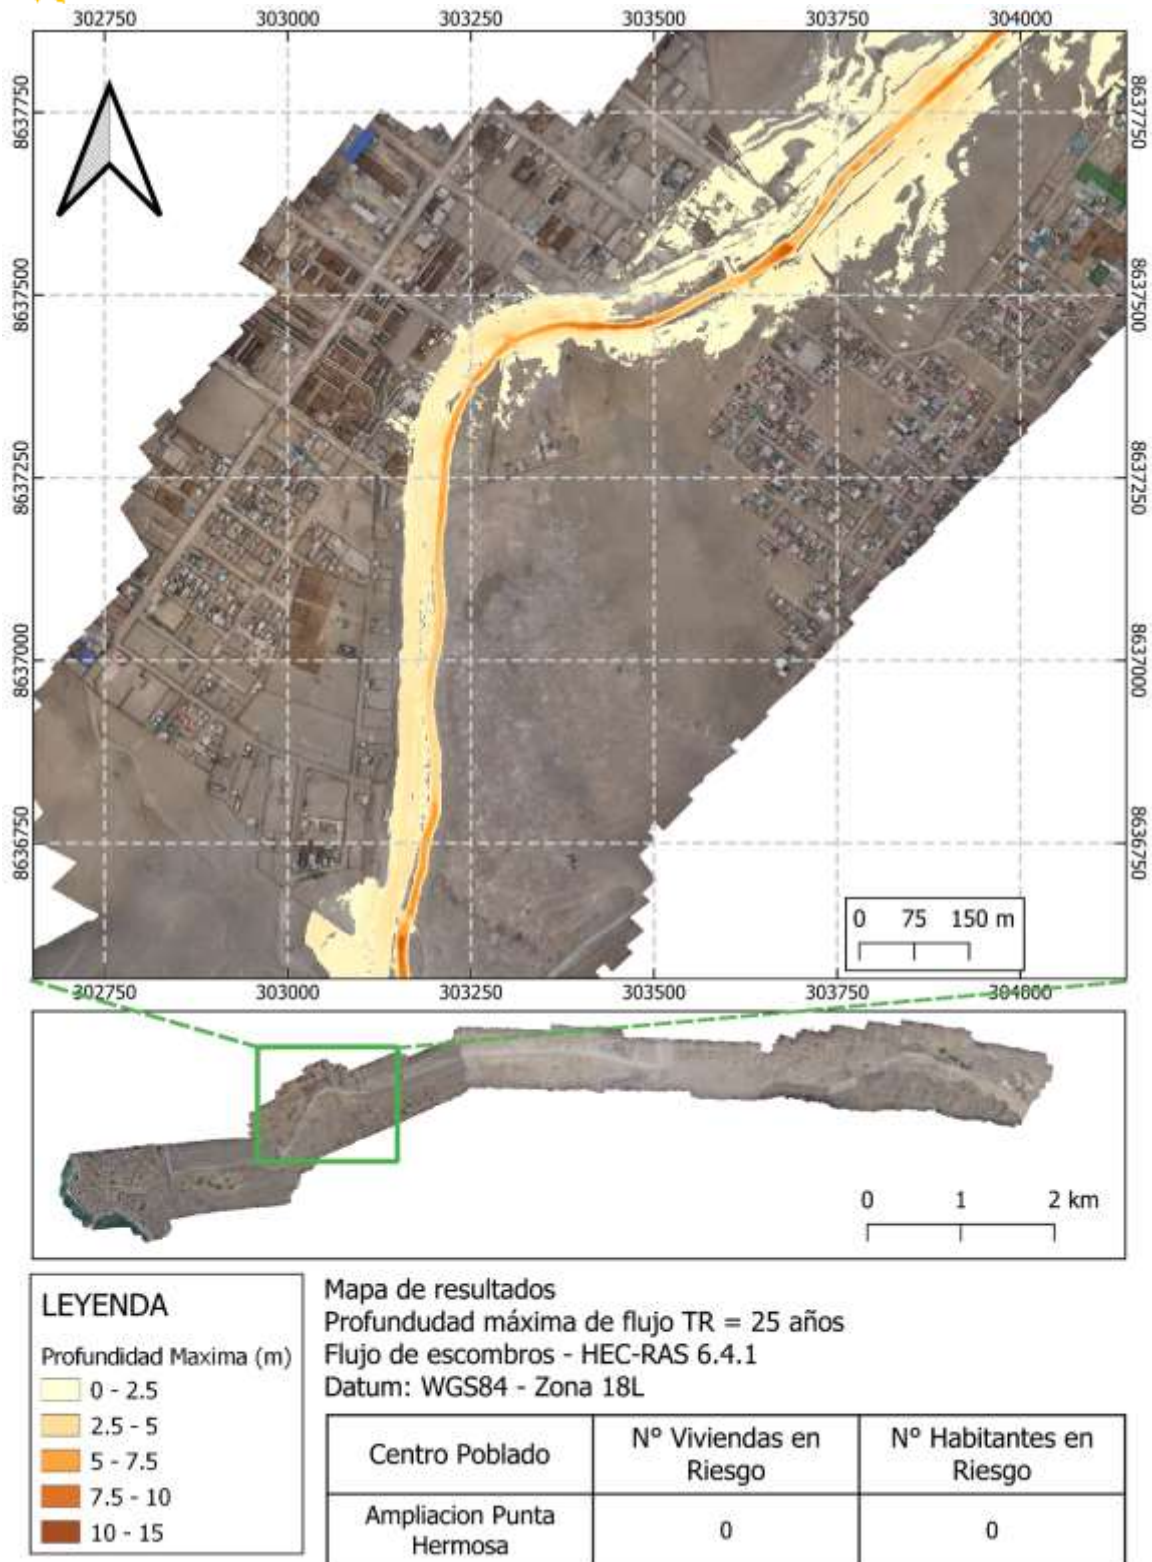 302750 303000 303250 303500 303750 304000
8637750 8637750
8637500 8637500
8637250 8637250
8637000 8637000
8636750 8636750
0 75 150 m
302750 303000 303250 303500 303750 304000
0 1 2 km
LEYENDA
Profundidad Maxima (m)
0 - 2.5
2.5 - 5
5 - 7.5
7.5 - 10
10 - 15
Mapa de resultados
Profundudad máxima de flujo TR = 25 años
Flujo de escombros - HEC-RAS 6.4.1
Datum: WGS84 - Zona 18L
Centro Poblado
N° Viviendas en
Riesgo
N° Habitantes en
Riesgo
Ampliacion Punta
Hermosa
0
0